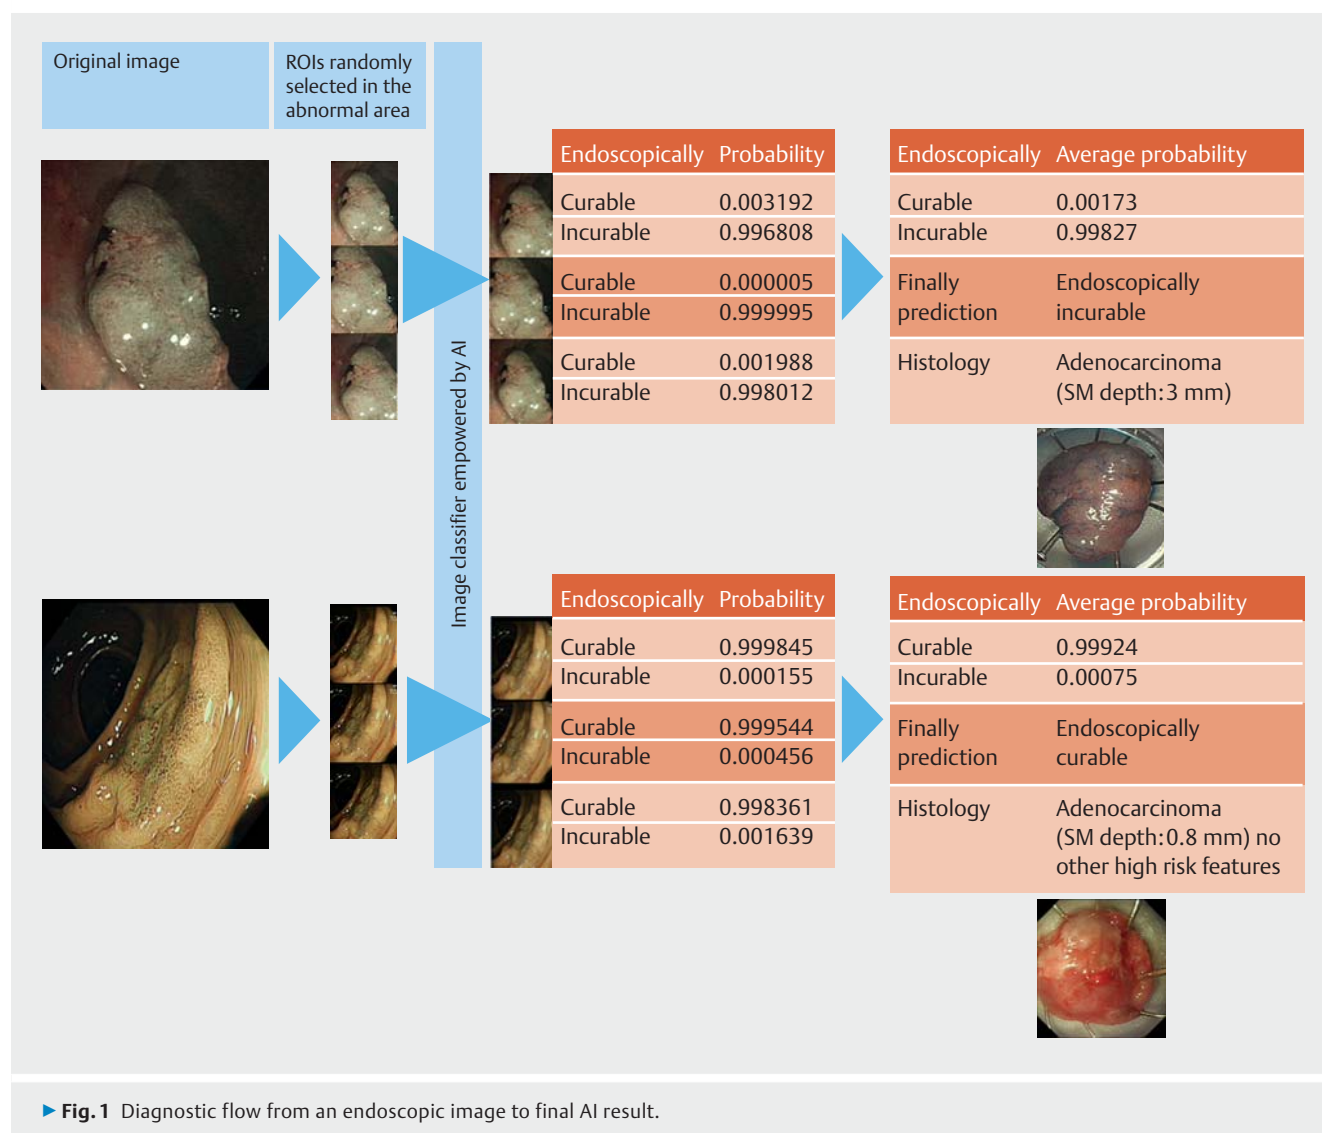 Original image
ROIs randomly
selected in the
abnormal area
Image classifier empowered by AI
Endoscopically Probability
Curable 0.003192
Incurable 0.996808
Curable 0.000005
Incurable 0.999995
Curable 0.001988
Incurable 0.998012
Endoscopically Average probability
Curable 0.00173
Incurable 0.99827
Finally Endoscopically
prediction incurable
Histology Adenocarcinoma
(SM depth:3 mm)
Endoscopically Probability
Curable 0.999845
Incurable 0.000155
Curable 0.999544
Incurable 0.000456
Curable 0.998361
Incurable 0.001639
Endoscopically Average probability
Curable 0.99924
Incurable 0.00075
Finally Endoscopically
prediction curable
Histology Adenocarcinoma
(SM depth:0.8 mm) no
other high risk features
▶ Fig. 1 Diagnostic flow from an endoscopic image to final AI result.